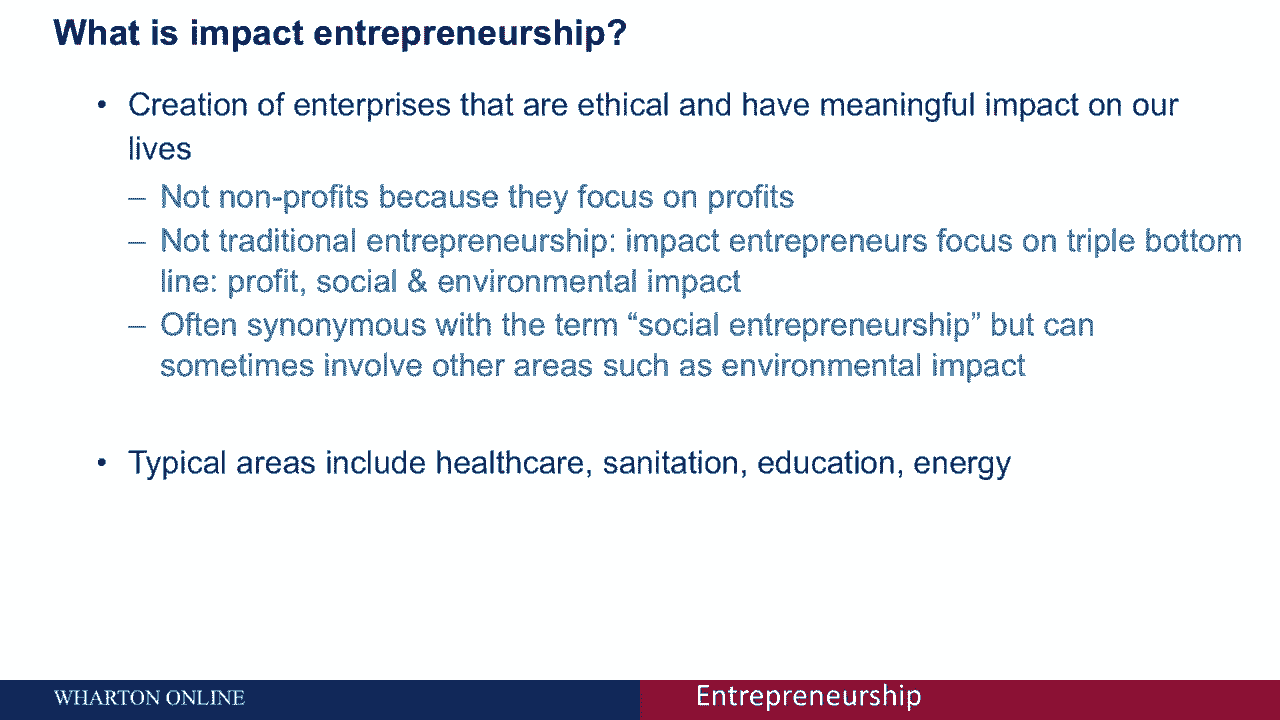 What is impact entrepreneurship?
• Creation of enterprises that are ethical and have meaningful impact on our
lives
– Not non-profits because they focus on profits
– Not traditional entrepreneurship: impact entrepreneurs focus on triple bottom
line: profit, social & environmental impact
– Often synonymous with the term “social entrepreneurship” but can
sometimes involve other areas such as environmental impact
• Typical areas include healthcare, sanitation, education, energy
WHARTON ONLINE
Entrepreneurship